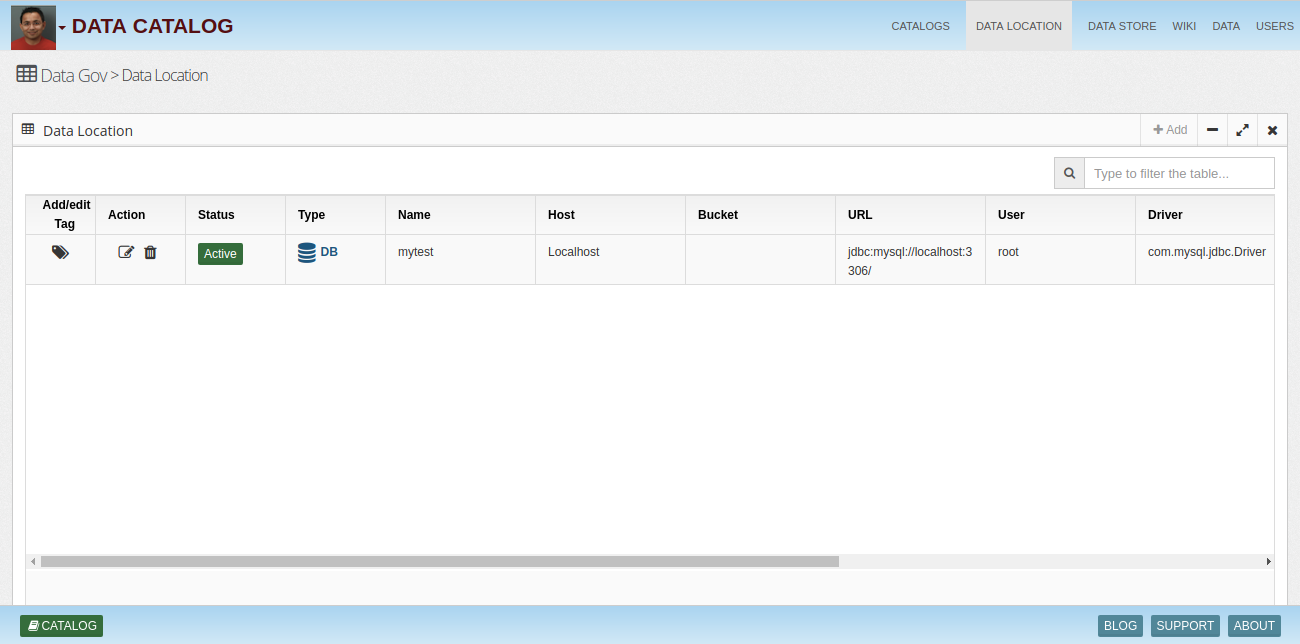 DATA CATALOG
CATALOGS DATA LOCATION DATA STORE WIKI DATA USERS
Data Gov > Data Location
Data Location
Add
Type to filter the table...
Add/edit Tag Action Status Type Name Host Bucket URL User Driver
Active DB mytest Localhost jdbc:mysql://localhost:3 root com.mysql.jdbc.Driver
306/
CATALOG BLOG SUPPORT ABOUT